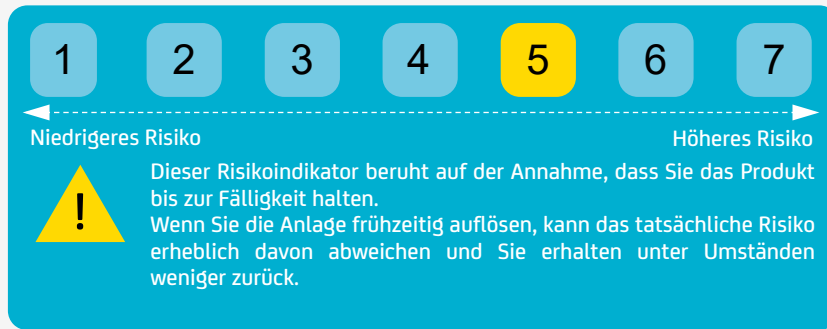 1 2 3 4 5 6 7
Niedrigeres Risiko Höheres Risiko
Dieser Risikoindikator beruht auf der Annahme, dass Sie das Produkt
bis zur Fälligkeit halten.
!
Wenn Sie die Anlage frühzeitig auflösen, kann das tatsächliche Risiko
erheblich davon abweichen und Sie erhalten unter Umständen
weniger zurück.